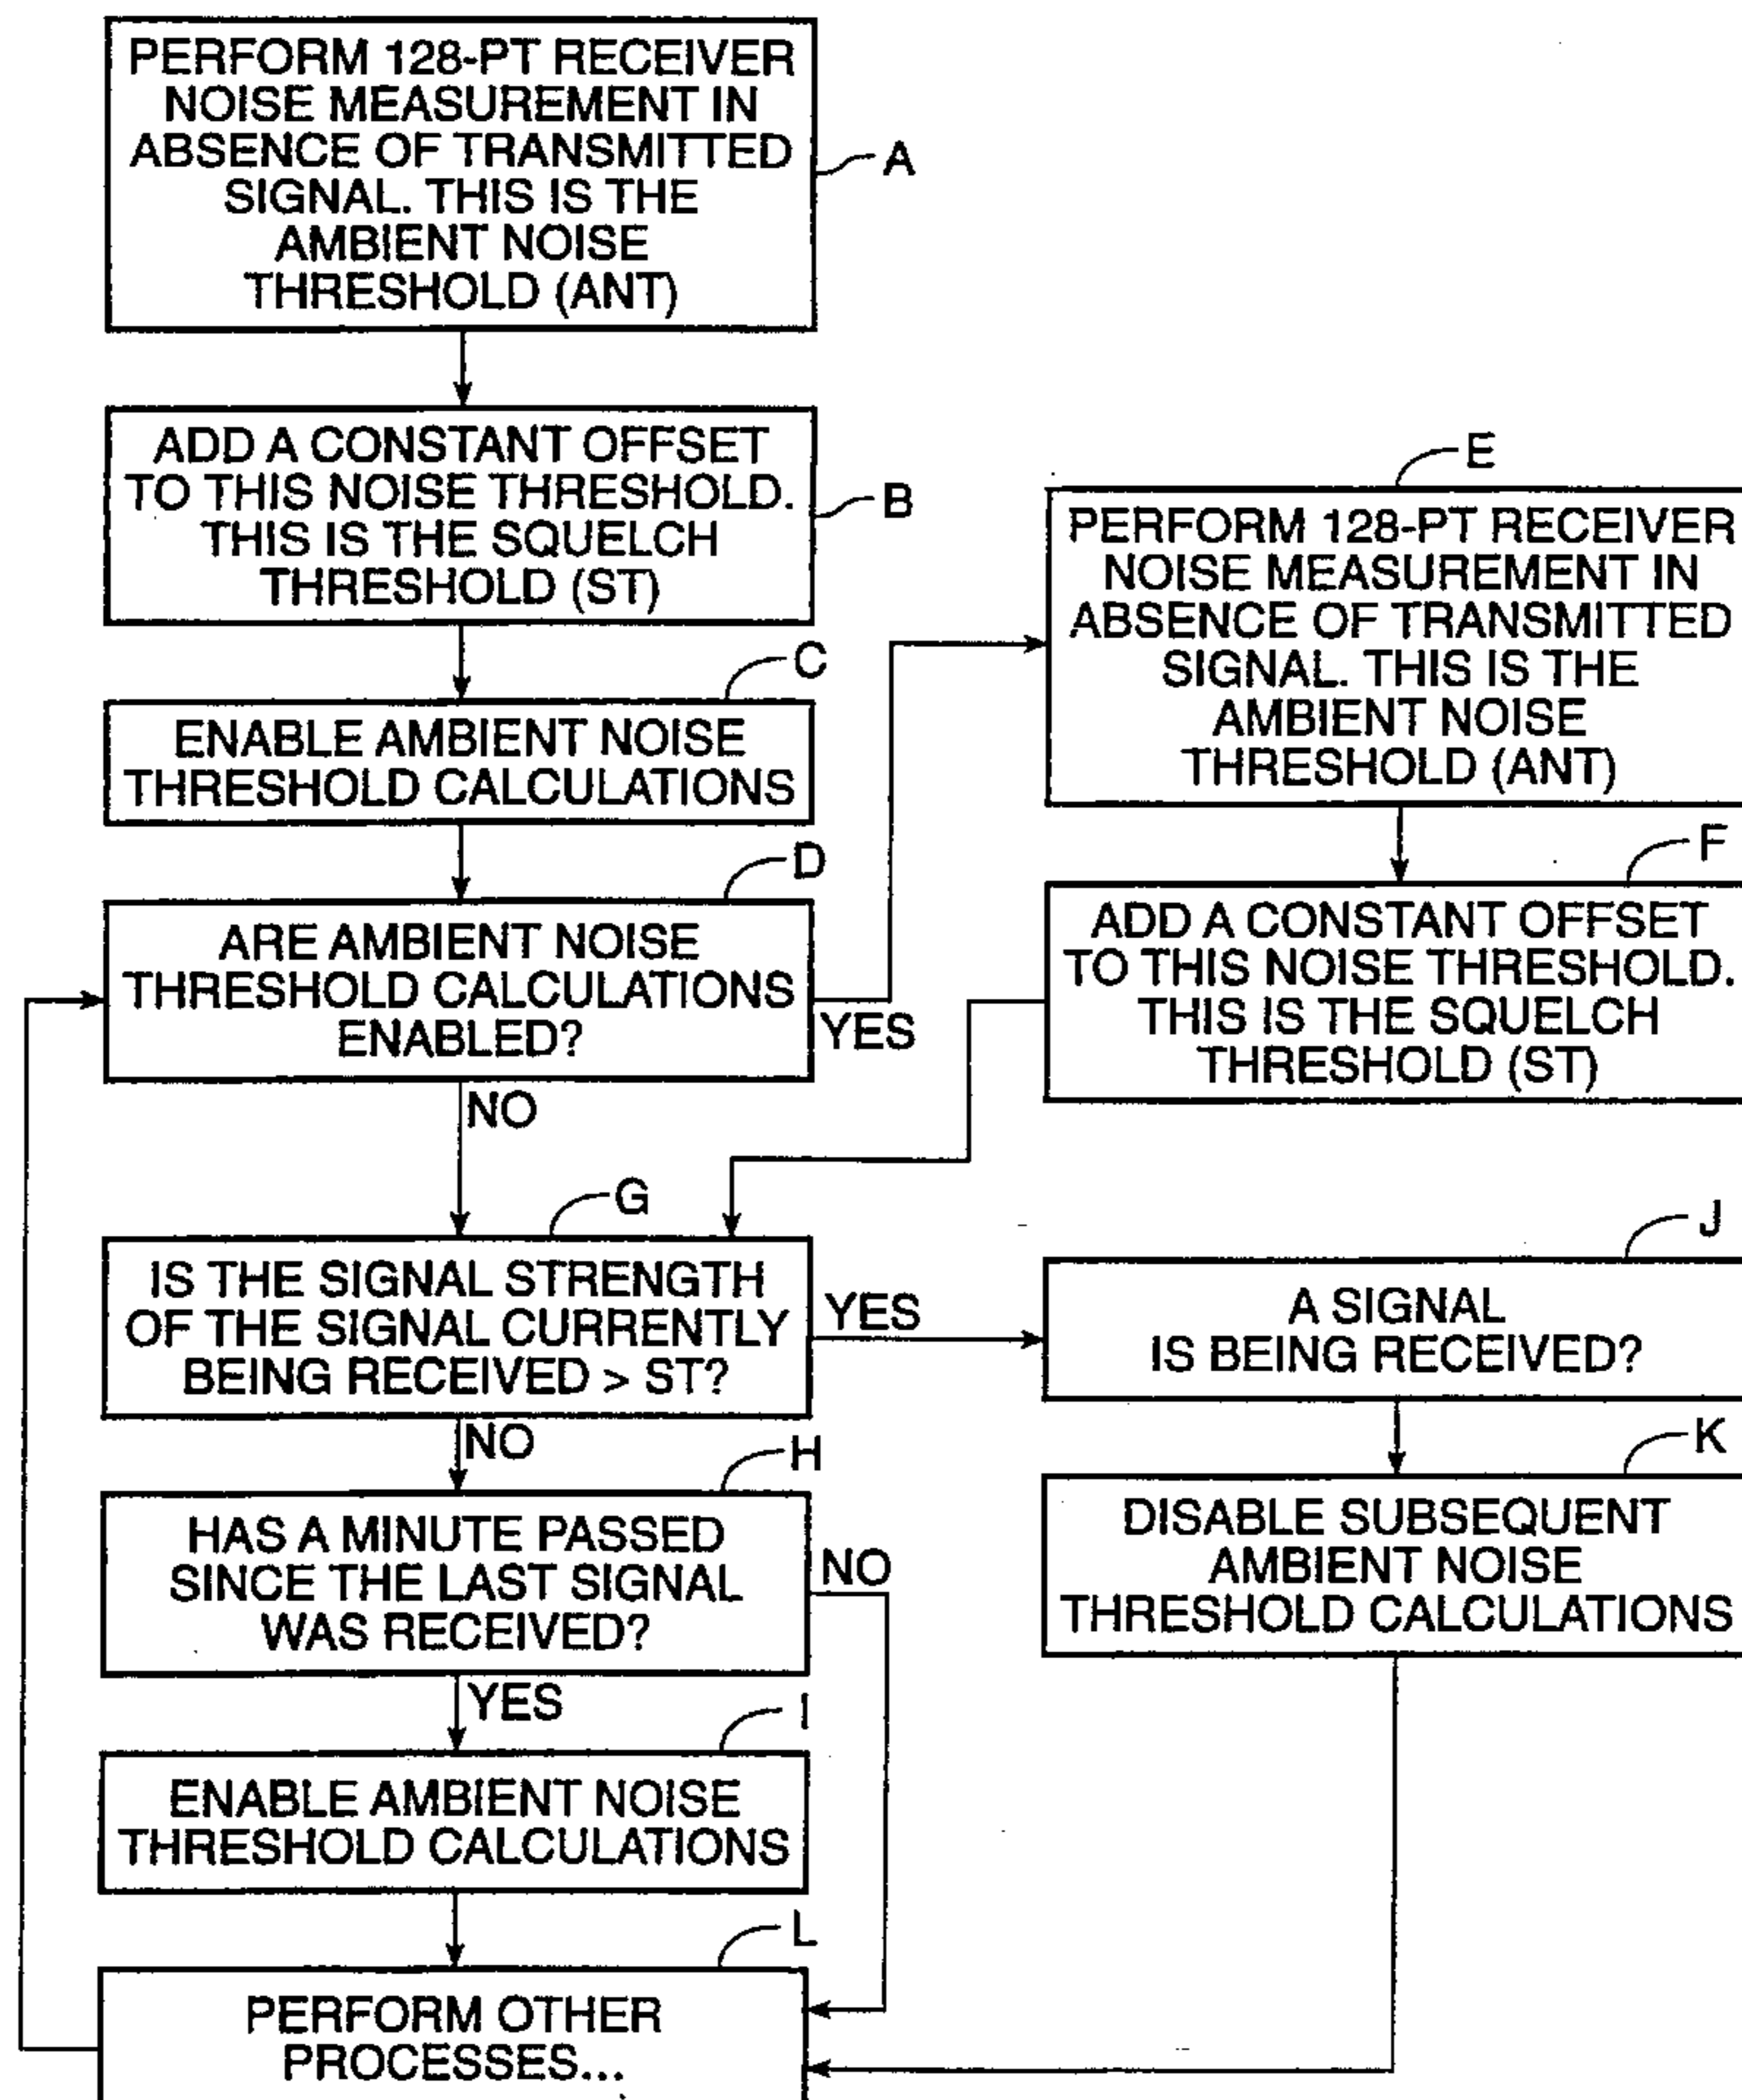 PERFORM 128-PT RECEIVER
NOISE MEASUREMENT IN
ABSENCE OF TRANSMITTED
SIGNAL. THIS IS THE
AMBIENT NOISE
THRESHOLD (ANT)
A
ADD A CONSTANT OFFSET
TO THIS NOISE THRESHOLD.
THIS IS THE SQUELCH
THRESHOLD (ST)
B
C
ENABLE AMBIENT NOISE
THRESHOLD CALCULATIONS
D
ARE AMBIENT NOISE
THRESHOLD CALCULATIONS
ENABLED?
YES
NO
E
PERFORM 128-PT RECEIVER
NOISE MEASUREMENT IN
ABSENCE OF TRANSMITTED
SIGNAL. THIS IS THE
AMBIENT NOISE
THRESHOLD (ANT)
F
ADD A CONSTANT OFFSET
TO THIS NOISE THRESHOLD.
THIS IS THE SQUELCH
THRESHOLD (ST)
G
IS THE SIGNAL STRENGTH
OF THE SIGNAL CURRENTLY
BEING RECEIVED > ST?
YES
NO
H
HAS A MINUTE PASSED
SINCE THE LAST SIGNAL
WAS RECEIVED?
NO
YES
I
ENABLE AMBIENT NOISE
THRESHOLD CALCULATIONS
J
A SIGNAL
IS BEING RECEIVED?
K
DISABLE SUBSEQUENT
AMBIENT NOISE
THRESHOLD CALCULATIONS
L
PERFORM OTHER
PROCESSES...